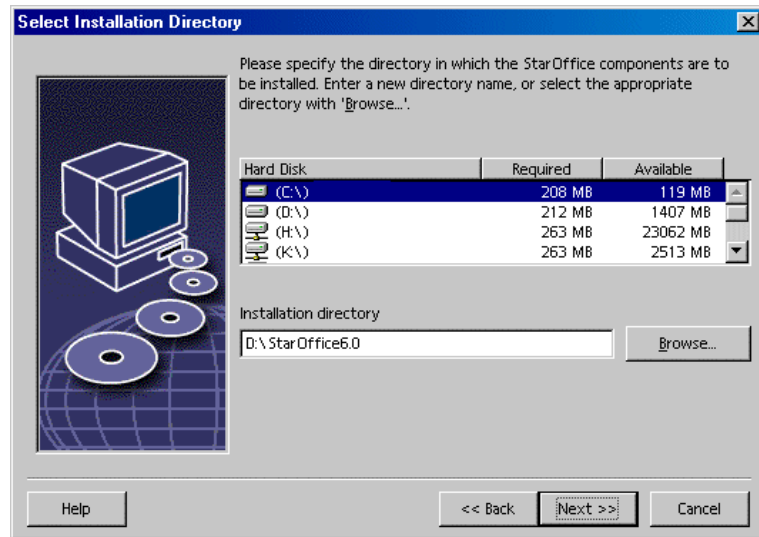 Select Installation Directory
Please specify the directory in which the StarOffice components are to
be installed. Enter a new directory name, or select the appropriate
directory with 'Browse...'.
Hard Disk Required Available
(C:\) 208 MB 119 MB
(D:\) 212 MB 1407 MB
(H:\) 263 MB 23062 MB
(K:\) 263 MB 2513 MB
Installation directory
D:\StarOffice6.0 Browse...
Help << Back Next >> Cancel